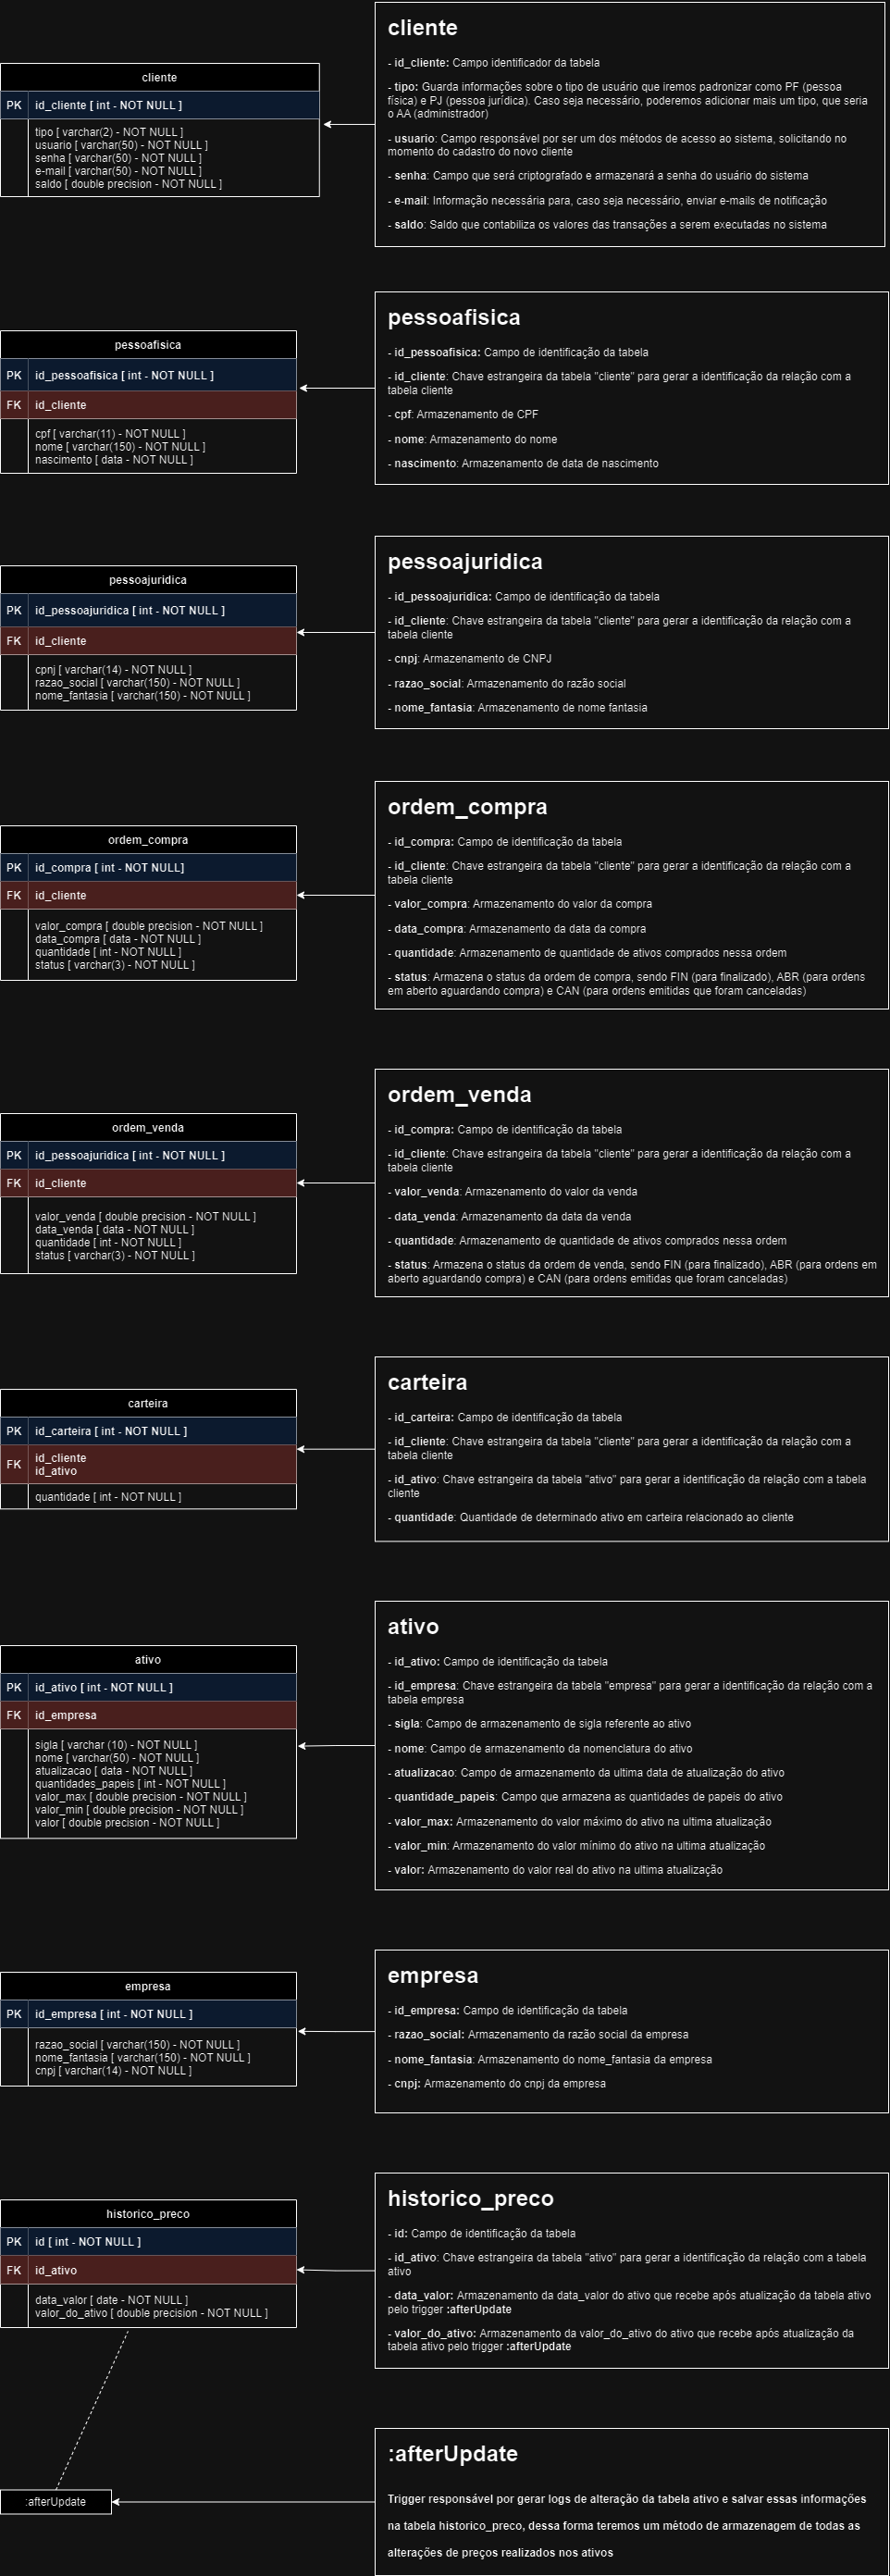 cliente
PK id_cliente [ int - NOT NULL ]
tipo [ varchar(2) - NOT NULL ]
usuario [ varchar(50) - NOT NULL ]
senha [ varchar(50) - NOT NULL ]
e-mail [ varchar(50) - NOT NULL ]
saldo [ double precision - NOT NULL ]
cliente
- id_cliente: Campo identificador da tabela
- tipo: Guarda informações sobre o tipo de usuário que iremos padronizar como PF (pessoa
física) e PJ (pessoa jurídica). Caso seja necessário, poderemos adicionar mais um tipo, que seria
o AA (administrador)
- usuario: Campo responsável por ser um dos métodos de acesso ao sistema, solicitando no
momento do cadastro do novo cliente
- senha: Campo que será criptografado e armazenará a senha do usuário do sistema
- e-mail: Informação necessária para, caso seja necessário, enviar e-mails de notificação
- saldo: Saldo que contabiliza os valores das transações a serem executadas no sistema
pessoafisica
PK id_pessoafisica [ int - NOT NULL ]
FK id_cliente
cpf [ varchar(11) - NOT NULL ]
nome [ varchar(150) - NOT NULL ]
nascimento [ data - NOT NULL ]
pessoafisica
- id_pessoafisica: Campo de identificação da tabela
- id_cliente: Chave estrangeira da tabela "cliente" para gerar a identificação da relação com a
tabela cliente
- cpf: Armazenamento de CPF
- nome: Armazenamento do nome
- nascimento: Armazenamento de data de nascimento
pessoajuridica
PK id_pessoajuridica [ int - NOT NULL ]
FK id_cliente
cpnj [ varchar(14) - NOT NULL ]
razao_social [ varchar(150) - NOT NULL ]
nome_fantasia [ varchar(150) - NOT NULL ]
pessoajuridica
- id_pessoajuridica: Campo de identificação da tabela
- id_cliente: Chave estrangeira da tabela "cliente" para gerar a identificação da relação com a
tabela cliente
- cnpj: Armazenamento de CNPJ
- razao_social: Armazenamento do razão social
- nome_fantasia: Armazenamento de nome fantasia
ordem_compra
PK id_compra [ int - NOT NULL]
FK id_cliente
valor_compra [ double precision - NOT NULL ]
data_compra [ data - NOT NULL ]
quantidade [ int - NOT NULL ]
status [ varchar(3) - NOT NULL ]
ordem_compra
- id_compra: Campo de identificação da tabela
- id_cliente: Chave estrangeira da tabela "cliente" para gerar a identificação da relação com a
tabela cliente
- valor_compra: Armazenamento do valor da compra
- data_compra: Armazenamento da data da compra
- quantidade: Armazenamento de quantidade de ativos comprados nessa ordem
- status: Armazena o status da ordem de compra, sendo FIN (para finalizado), ABR (para ordens
em aberto aguardando compra) e CAN (para ordens emitidas que foram canceladas)
ordem_venda
PK id_pessoajuridica [ int - NOT NULL ]
FK id_cliente
valor_venda [ double precision - NOT NULL ]
data_venda [ data - NOT NULL ]
quantidade [ int - NOT NULL ]
status [ varchar(3) - NOT NULL ]
ordem_venda
- id_compra: Campo de identificação da tabela
- id_cliente: Chave estrangeira da tabela "cliente" para gerar a identificação da relação com a
tabela cliente
- valor_venda: Armazenamento do valor da venda
- data_venda: Armazenamento da data da venda
- quantidade: Armazenamento de quantidade de ativos comprados nessa ordem
- status: Armazena o status da ordem de venda, sendo FIN (para finalizado), ABR (para ordens em
aberto aguardando compra) e CAN (para ordens emitidas que foram canceladas)
carteira
PK id_carteira [ int - NOT NULL ]
FK id_cliente
id_ativo
quantidade [ int - NOT NULL ]
carteira
- id_carteira: Campo de identificação da tabela
- id_cliente: Chave estrangeira da tabela "cliente" para gerar a identificação da relação com a
tabela cliente
- id_ativo: Chave estrangeira da tabela "ativo" para gerar a identificação da relação com a tabela
cliente
- quantidade: Quantidade de determinado ativo em carteira relacionado ao cliente
ativo
PK id_ativo [ int - NOT NULL ]
FK id_empresa
sigla [ varchar (10) - NOT NULL ]
nome [ varchar(50) - NOT NULL ]
atualizacao [ data - NOT NULL ]
quantidades_papeis [ int - NOT NULL ]
valor_max [ double precision - NOT NULL ]
valor_min [ double precision - NOT NULL ]
valor [ double precision - NOT NULL ]
ativo
- id_ativo: Campo de identificação da tabela
- id_empresa: Chave estrangeira da tabela "empresa" para gerar a identificação da relação com a
tabela empresa
- sigla: Campo de armazenamento de sigla referente ao ativo
- nome: Campo de armazenamento da nomenclatura do ativo
- atualizacao: Campo de armazenamento da ultima data de atualização do ativo
- quantidade_papeis: Campo que armazena as quantidades de papeis do ativo
- valor_max: Armazenamento do valor máximo do ativo na ultima atualização
- valor_min: Armazenamento do valor mínimo do ativo na ultima atualização
- valor: Armazenamento do valor real do ativo na ultima atualização
empresa
PK id_empresa [ int - NOT NULL ]
razao_social [ varchar(150) - NOT NULL ]
nome_fantasia [ varchar(150) - NOT NULL ]
cnpj [ varchar(14) - NOT NULL ]
empresa
- id_empresa: Campo de identificação da tabela
- razao_social: Armazenamento da razão social da empresa
- nome_fantasia: Armazenamento do nome_fantasia da empresa
- cnpj: Armazenamento do cnpj da empresa
historico_preco
PK id [ int - NOT NULL ]
FK id_ativo
data_valor [ date - NOT NULL ]
valor_do_ativo [ double precision - NOT NULL ]
historico_preco
- id: Campo de identificação da tabela
- id_ativo: Chave estrangeira da tabela "ativo" para gerar a identificação da relação com a tabela
ativo
- data_valor: Armazenamento da data_valor do ativo que recebe após atualização da tabela ativo
pelo trigger :afterUpdate
- valor_do_ativo: Armazenamento da valor_do_ativo do ativo que recebe após atualização da
tabela ativo pelo trigger :afterUpdate
:afterUpdate
:afterUpdate
Trigger responsável por gerar logs de alteração da tabela ativo e salvar essas informações
na tabela historico_preco, dessa forma teremos um método de armazenagem de todas as
alterações de preços realizados nos ativos